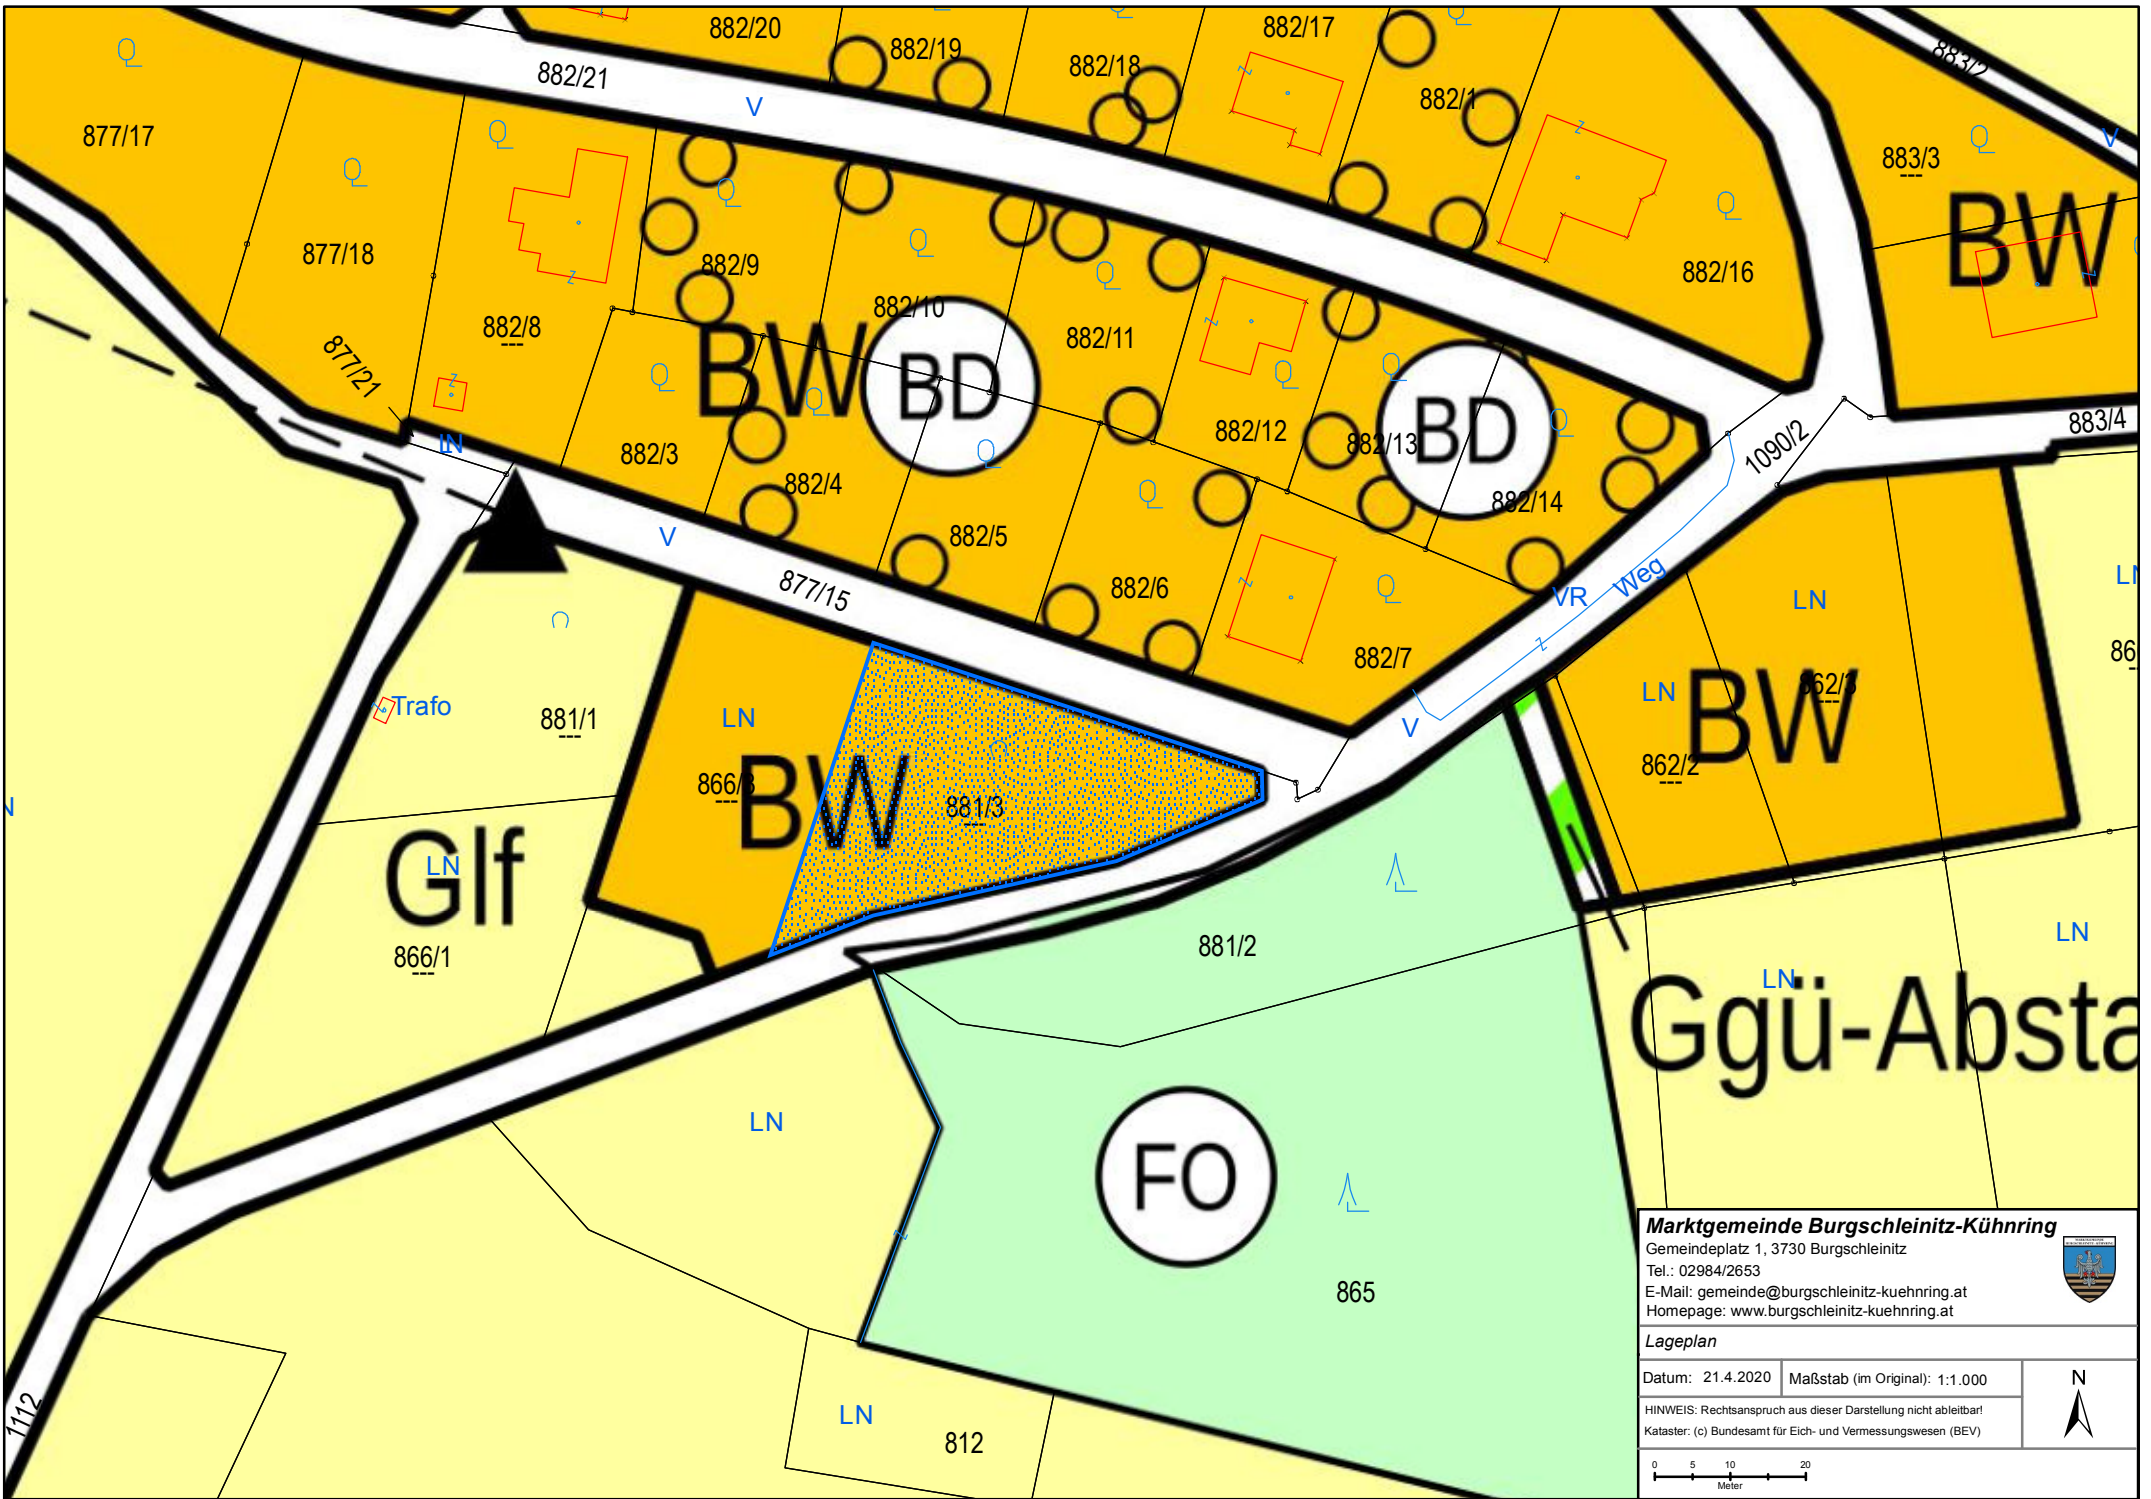 882/20
882/19
882/18
882/17
883/2
882/21
V
882/1
877/17
883/3
V
BW
877/18
882/9
882/10
882/16
882/8
BW
BD
882/11
877/21
BD
882/12
882/13
1090/2
883/4
LN
882/3
882/4
882/14
V
882/5
877/15
882/6
VR
Weg
LN
882/7
Trafo
881/1
LN
V
LN
BW
862/3
862/2
866/3
BW
881/3
Glf
LN
866/1
881/2
LN
LN
Ggü-Absta
LN
FO
865
1112
LN
812
Marktgemeinde Burgschleinitz-Kühnring
Gemeindeplatz 1, 3730 Burgschleinitz
Tel.: 02984/2653
E-Mail: gemeinde@burgschleinitz-kuehnring.at
Homepage: www.burgschleinitz-kuehnring.at
Lageplan
Datum: 21.4.2020 Maßstab (im Original): 1:1.000
N
HINWEIS: Rechtsanspruch aus dieser Darstellung nicht ableitbar!
Kataster: (c) Bundesamt für Eich- und Vermessungswesen (BEV)
0 5 10 20
Meter